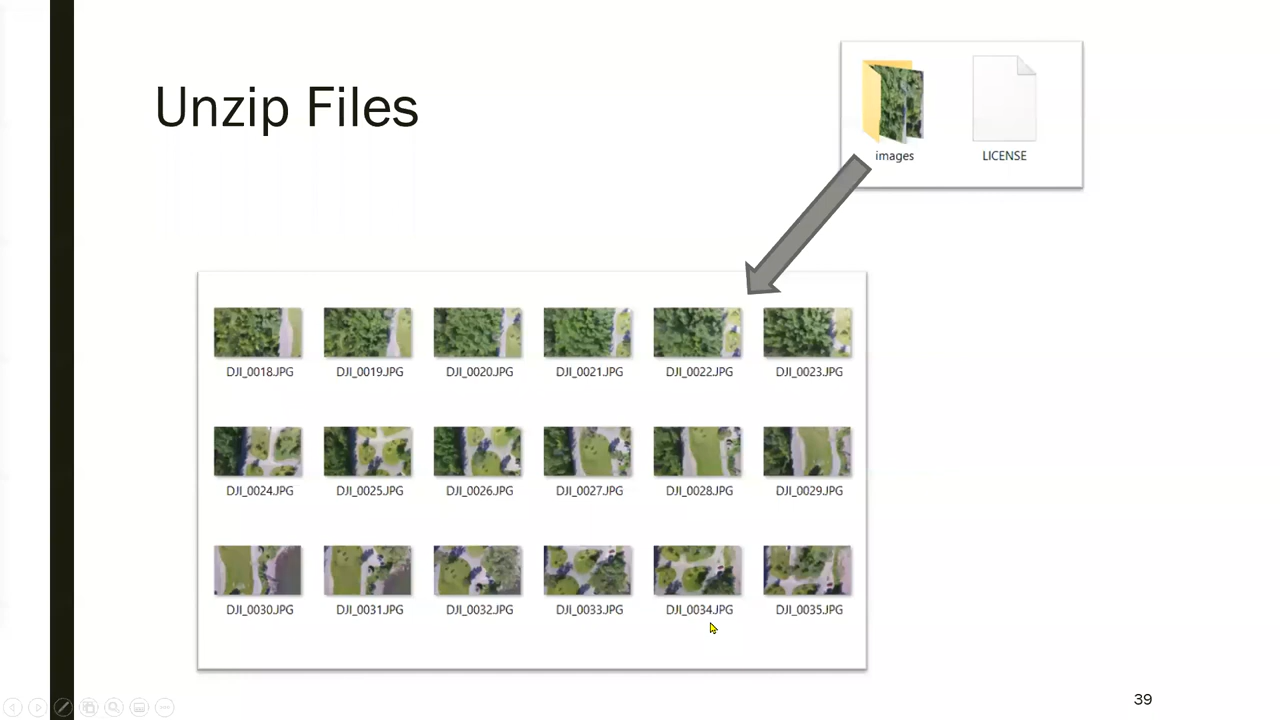 Unzip Files
images
LICENSE
DJI_0018.JPG
DJI_0019.JPG
DJI_0020.JPG
DJI_0021.JPG
DJI_0022.JPG
DJI_0023.JPG
DJI_0024.JPG
DJI_0025.JPG
DJI_0026.JPG
DJI_0027.JPG
DJI_0028.JPG
DJI_0029.JPG
DJI_0030.JPG
DJI_0031.JPG
DJI_0032.JPG
DJI_0033.JPG
DJI_0034.JPG
DJI_0035.JPG
39